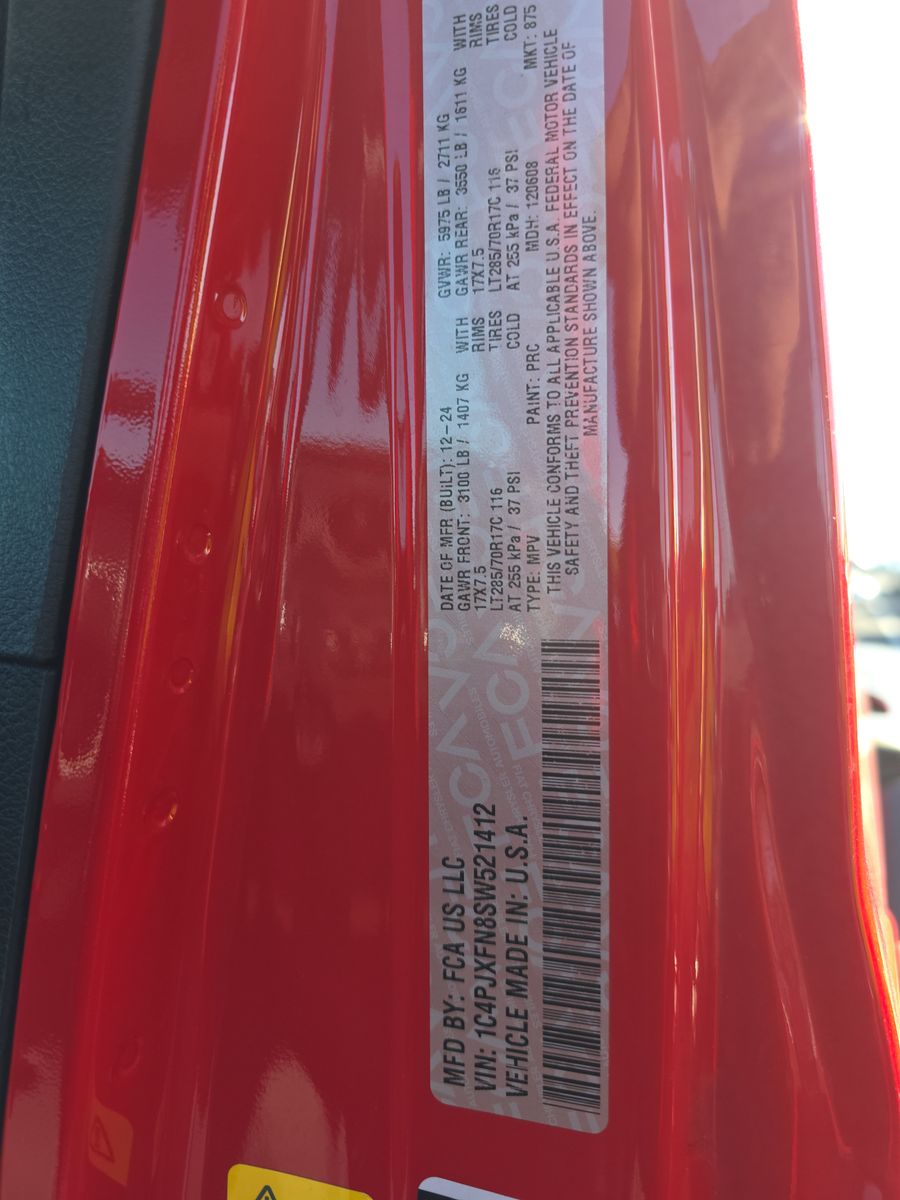 MFD BY: FCA US LLC
VIN: 1C4PJXFN8SW521412
VEHICLE MADE IN: U.S.A.
DATE OF MFR (BUILT): 12-24 GVWR: 5975 LB / 2711 KG
GAWR FRONT: 3100 LB / 1407 KG WITH GAWR REAR: 3550 LB / 1611 KG WITH
17X7.5 RIMS 17X7.5 RIMS
LT285/70R17C 116 TIRES LT285/70R17C 116 TIRES
AT 255 kPa / 37 PSI COLD AT 255 kPa / 37 PSI COLD
TYPE: MPV PAINT: PRC MDH: 120608 MKT: 875
THIS VEHICLE CONFORMS TO ALL APPLICABLE U.S.A. FEDERAL MOTOR VEHICLE
SAFETY AND THEFT PREVENTION STANDARDS IN EFFECT ON THE DATE OF
MANUFACTURE SHOWN ABOVE.